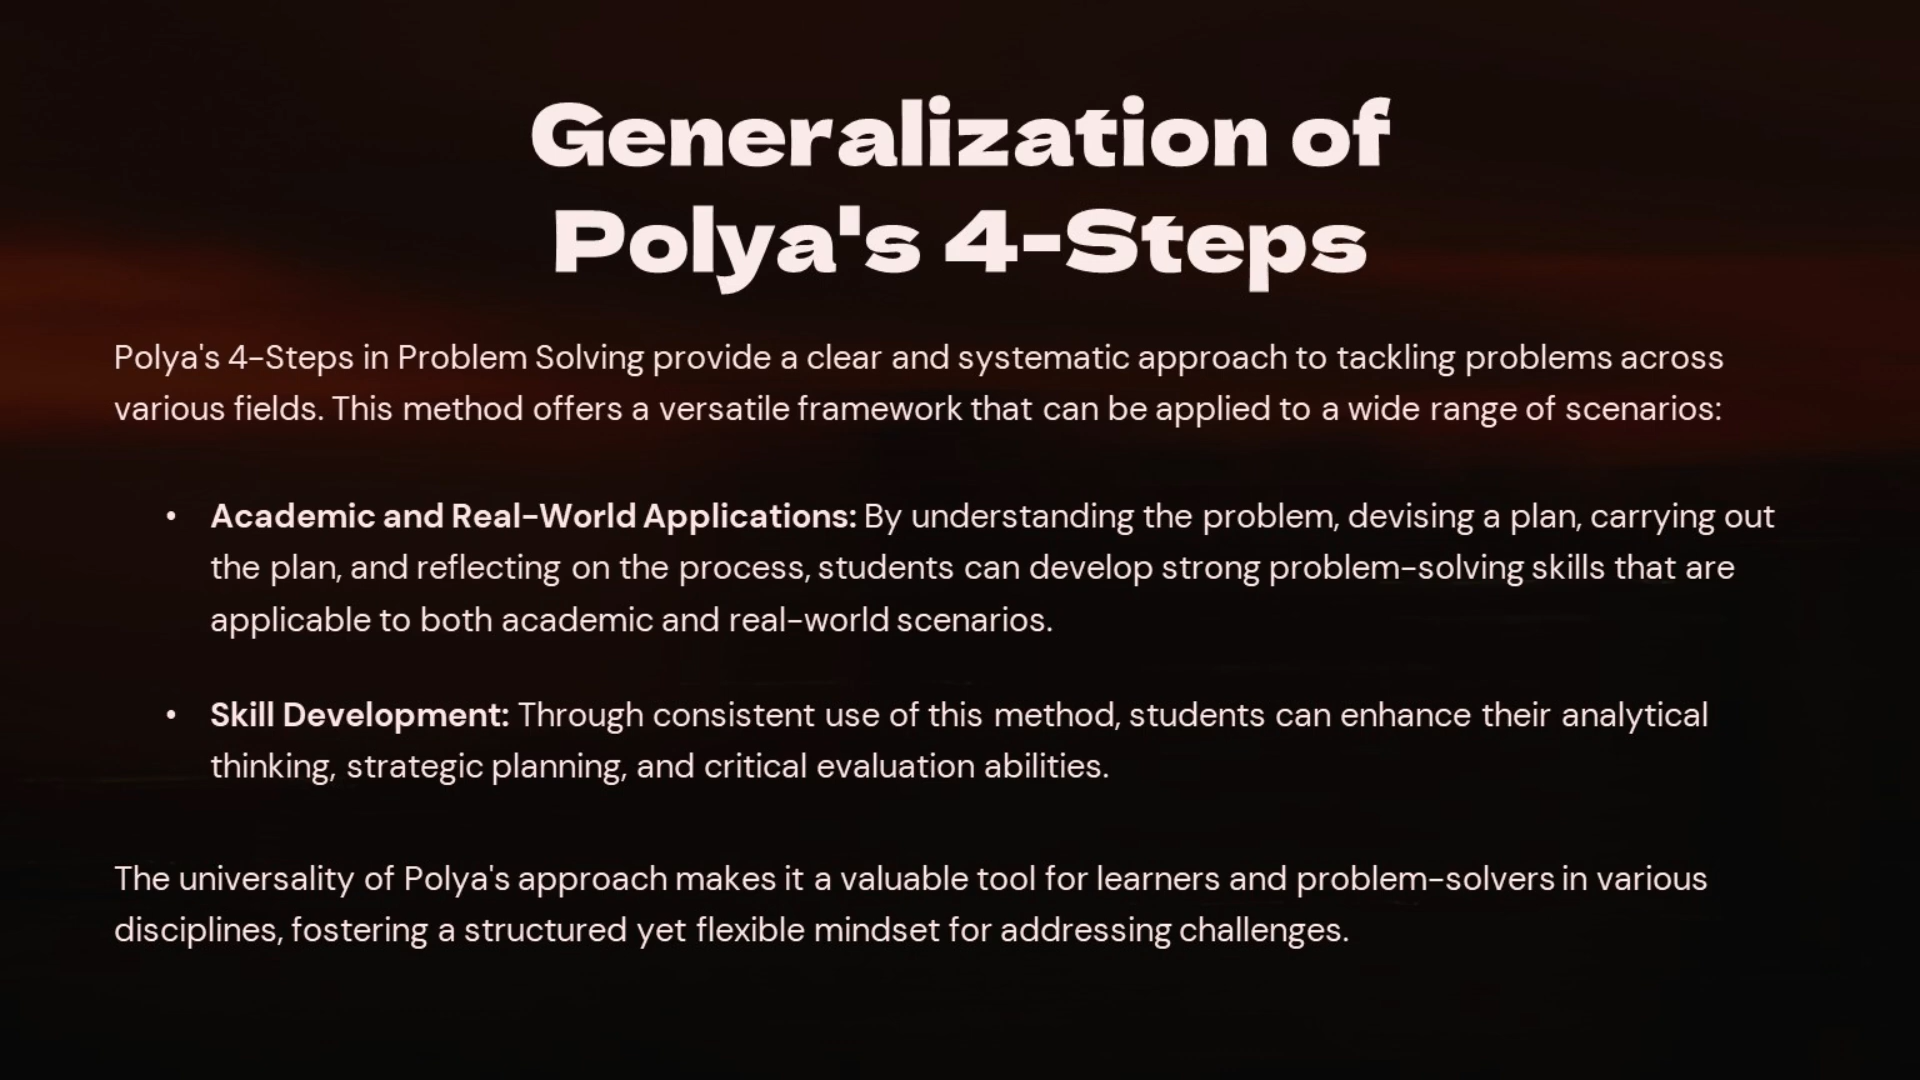 Generalization of
Polya's 4-Steps
Polya's 4-Steps in Problem Solving provide a clear and systematic approach to tackling problems across
various fields. This method offers a versatile framework that can be applied to a wide range of scenarios:
• Academic and Real-World Applications: By understanding the problem, devising a plan, carrying out
the plan, and reflecting on the process, students can develop strong problem-solving skills that are
applicable to both academic and real-world scenarios.
• Skill Development: Through consistent use of this method, students can enhance their analytical
thinking, strategic planning, and critical evaluation abilities.
The universality of Polya's approach makes it a valuable tool for learners and problem-solvers in various
disciplines, fostering a structured yet flexible mindset for addressing challenges.